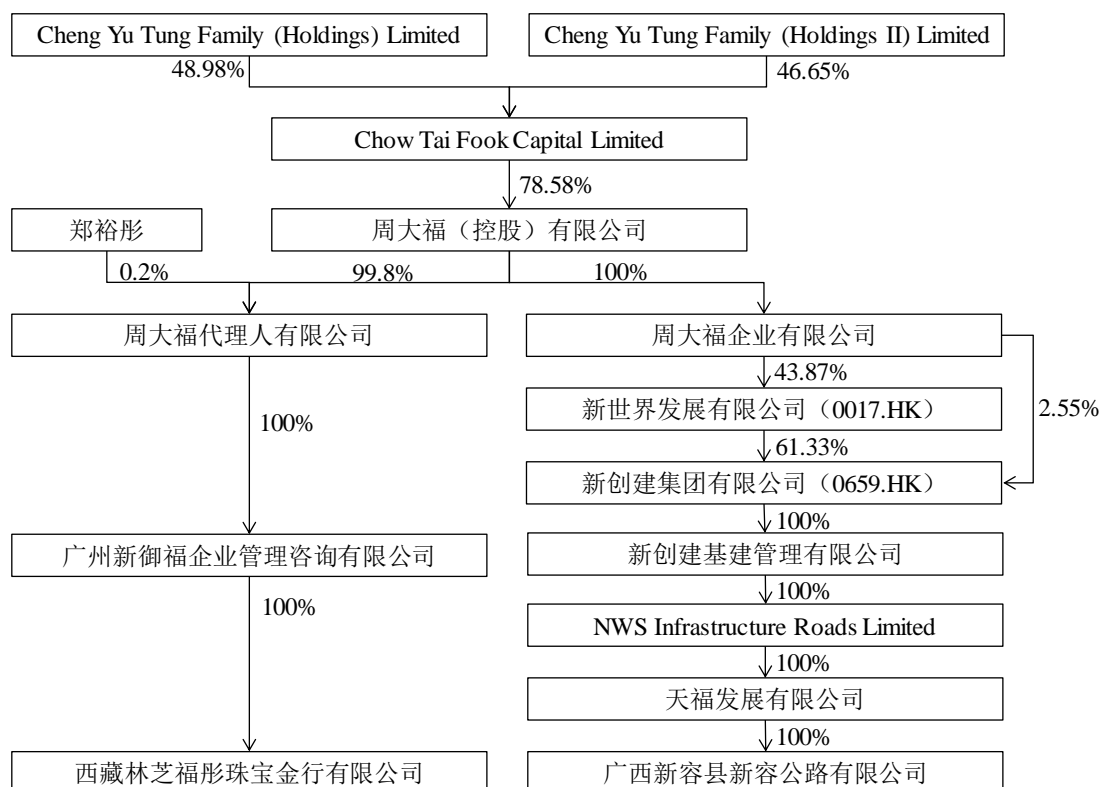 Cheng Yu Tung Family (Holdings) Limited
Cheng Yu Tung Family (Holdings II) Limited
48.98%
46.65%
Chow Tai Fook Capital Limited
78.58%
郑裕彤
周大福（控股）有限公司
0.2%
99.8%
100%
周大福代理人有限公司
周大福企业有限公司
43.87%
新世界发展有限公司（0017.HK）
2.55%
100%
61.33%
新创建集团有限公司（0659.HK）
100%
广州新御福企业管理咨询有限公司
新创建基建管理有限公司
100%
100%
NWS Infrastructure Roads Limited
100%
天福发展有限公司
100%
西藏林芝福彤珠宝金行有限公司
广西新容县新容公路有限公司